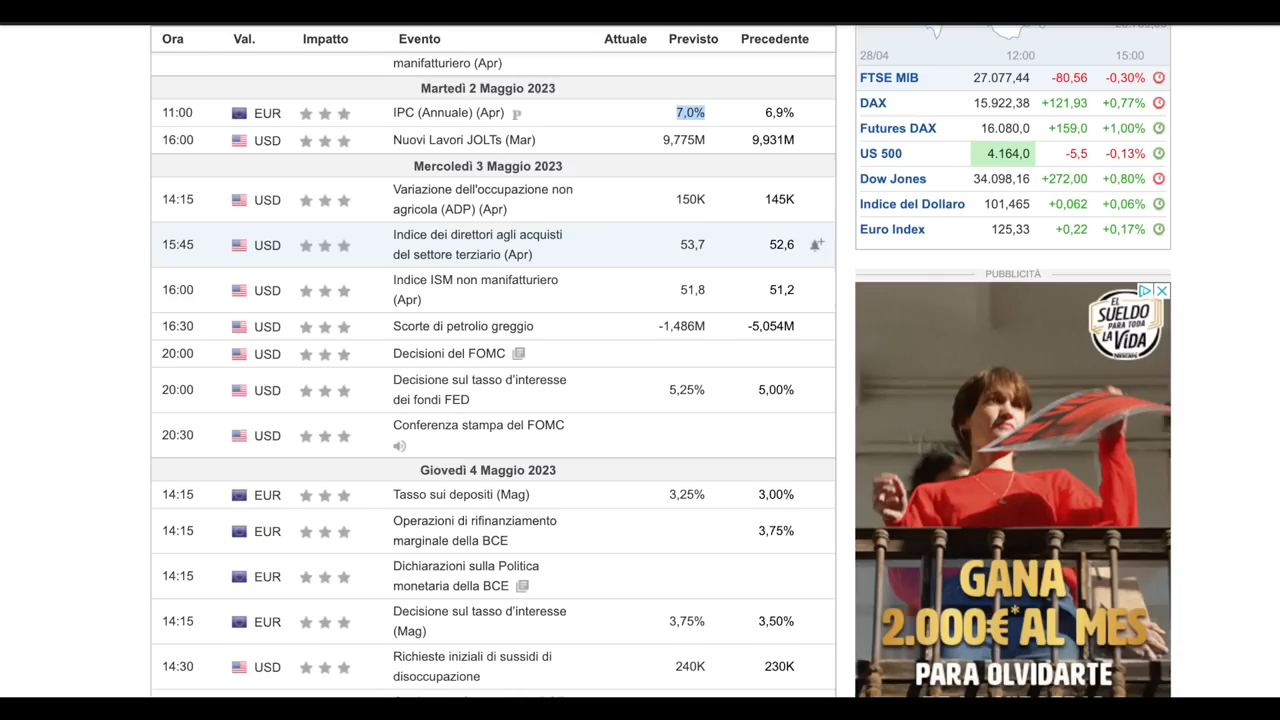 Ora Val. Impatto Evento Attuale Previsto Precedente
manifatturiero (Apr)
Martedì 2 Maggio 2023
11:00 EUR IPC (Annuale) (Apr) P 7,0% 6,9%
16:00 USD Nuovi Lavori JOLTs (Mar) 9,775M 9,931M
Mercoledì 3 Maggio 2023
14:15 USD Variazione dell'occupazione non
agricola (ADP) (Apr) 150K 145K
15:45 USD Indice dei direttori agli acquisti
del settore terziario (Apr) 53,7 52,6
16:00 USD Indice ISM non manifatturiero
(Apr) 51,8 51,2
16:30 USD Scorte di petrolio greggio -1,486M -5,054M
20:00 USD Decisioni del FOMC
20:00 USD Decisione sul tasso d'interesse
dei fondi FED 5,25% 5,00%
20:30 USD Conferenza stampa del FOMC
Giovedì 4 Maggio 2023
14:15 EUR Tasso sui depositi (Mag) 3,25% 3,00%
14:15 EUR Operazioni di rifinanziamento
marginale della BCE 3,75%
14:15 EUR Dichiarazioni sulla Politica
monetaria della BCE
14:15 EUR Decisione sul tasso d'interesse
(Mag) 3,75% 3,50%
14:30 USD Richieste iniziali di sussidi di
disoccupazione 240K 230K
28/04 12:00 15:00
FTSE MIB 27.077,44 -80,56 -0,30%
DAX 15.922,38 +121,93 +0,77%
Futures DAX 16.080,0 +159,0 +1,00%
US 500 4.164,0 -5,5 -0,13%
Dow Jones 34.098,16 +272,00 +0,80%
Indice del Dollaro 101,465 +0,062 +0,06%
Euro Index 125,33 +0,22 +0,17%
PUBBLICITÀ
EL
SUELDO
PARA TODA
LA VIDA
NESCAFÉ
GANA
2.000€* AL MES
PARA OLVIDARTE